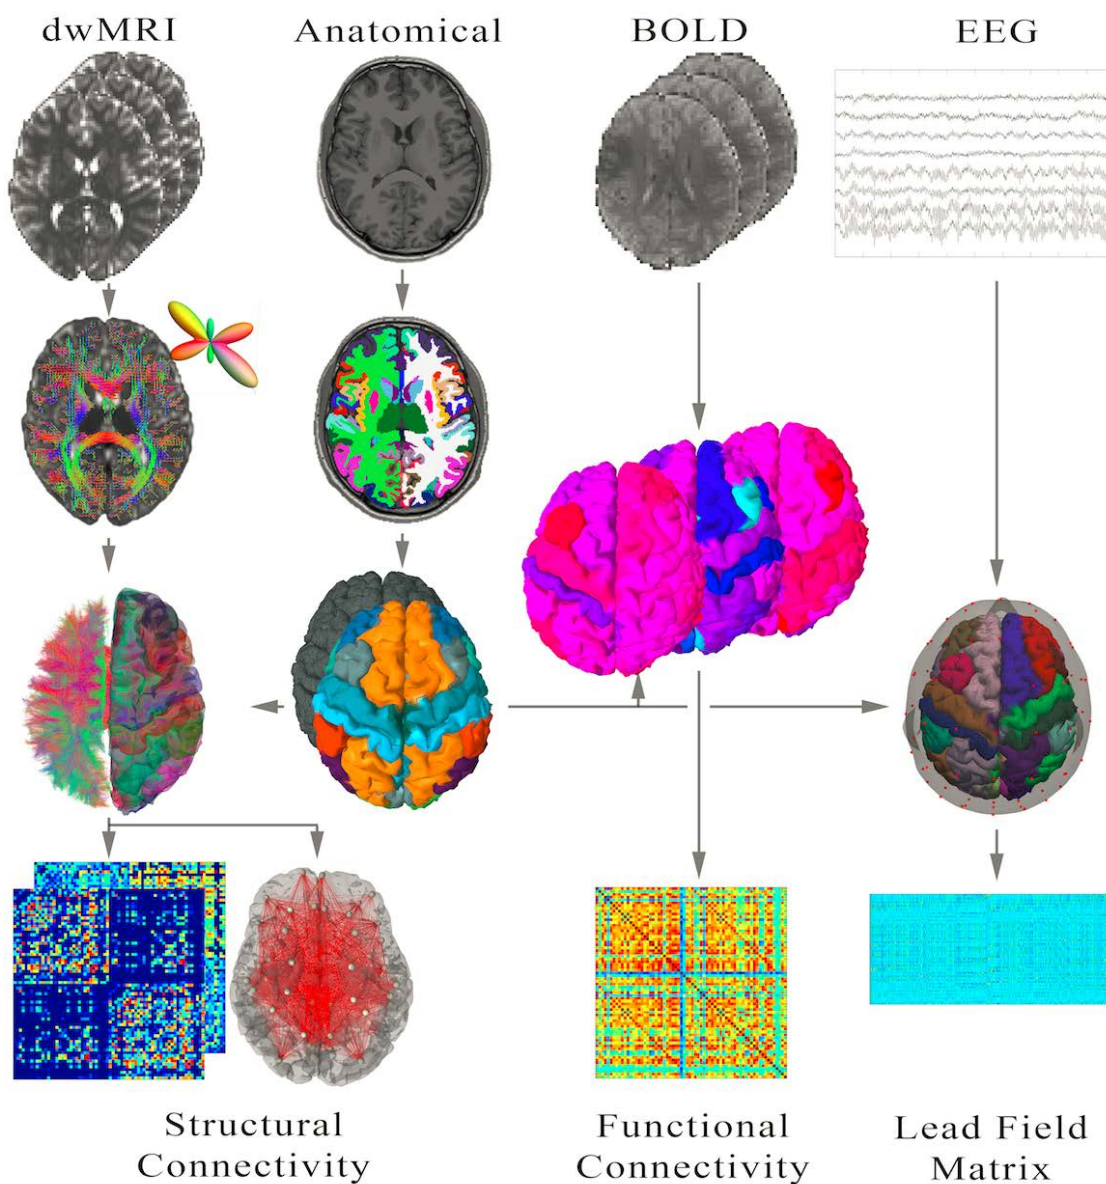 dwMRI
Anatomical
BOLD
EEG
Structural
Connectivity
Functional
Connectivity
Lead Field
Matrix